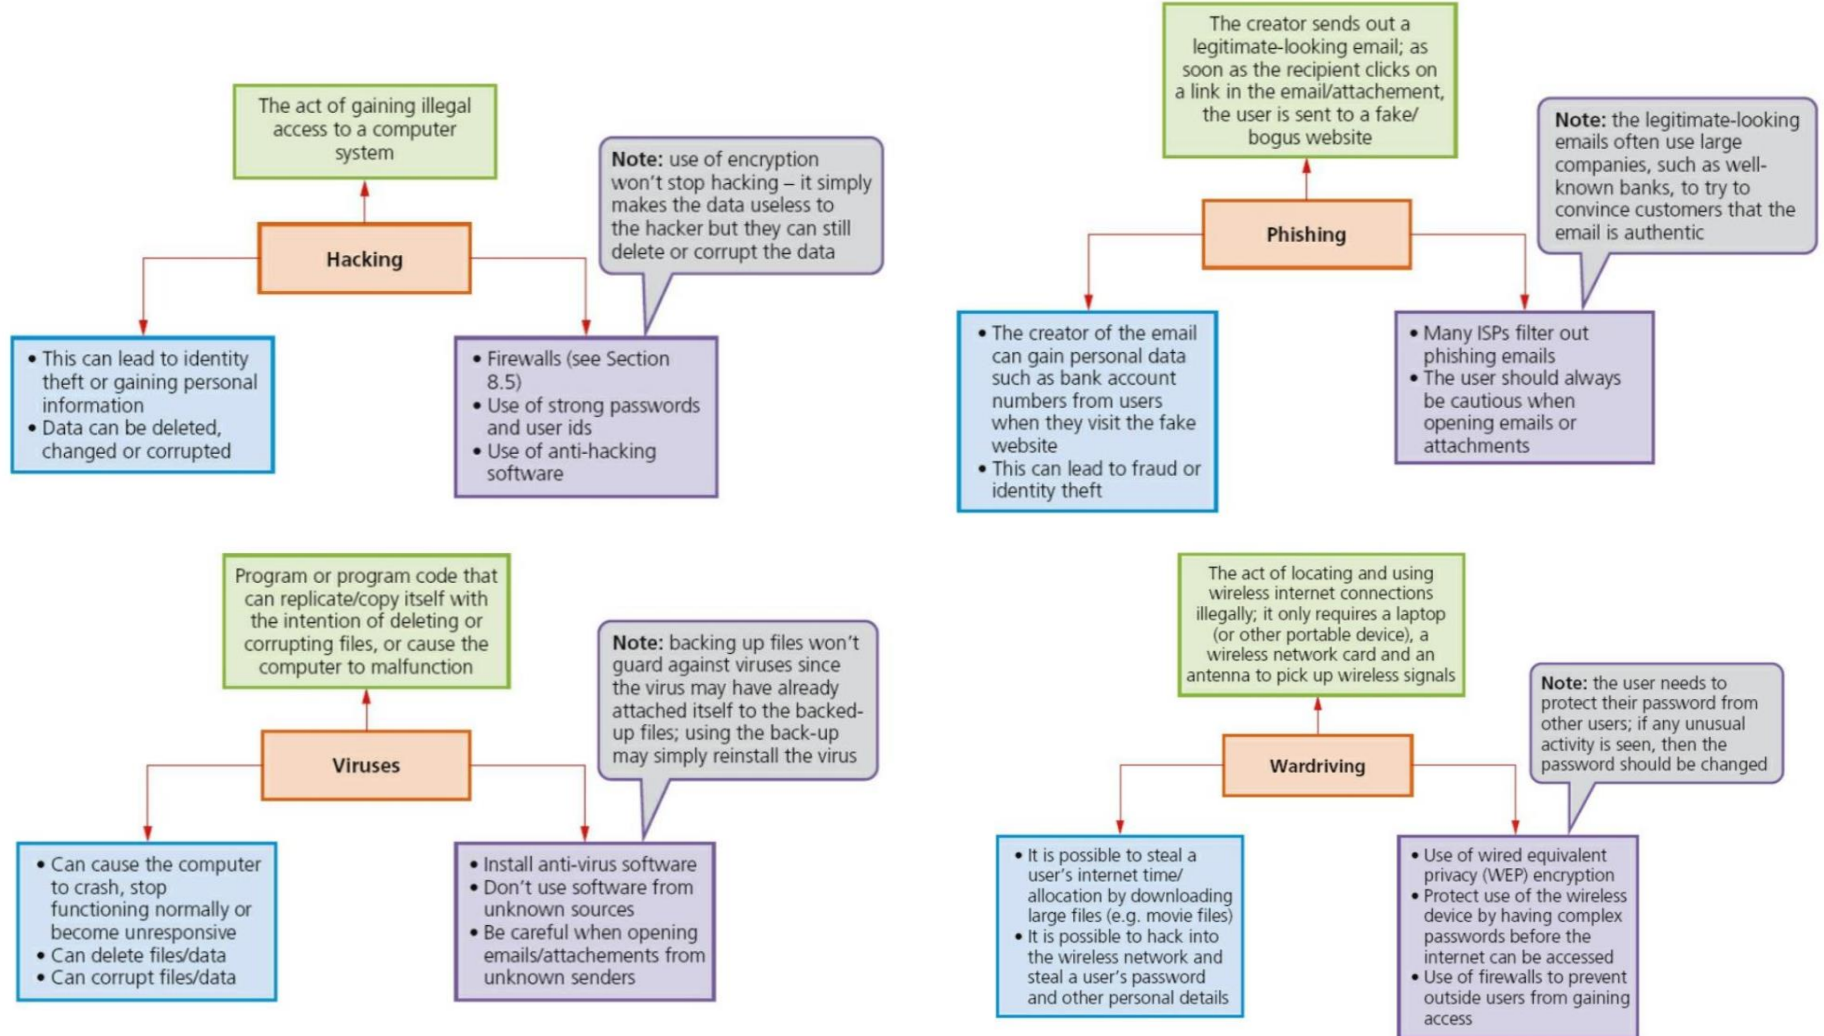 The act of gaining illegal
access to a computer
system
Note: use of encryption
won't stop hacking – it simply
makes the data useless to
the hacker but they can still
delete or corrupt the data
Hacking
• This can lead to identity
theft or gaining personal
information
• Data can be deleted,
changed or corrupted
• Firewalls (see Section
8.5)
• Use of strong passwords
and user ids
• Use of anti-hacking
software
The creator sends out a
legitimate-looking email; as
soon as the recipient clicks on
a link in the email/attachement,
the user is sent to a fake/
bogus website
Note: the legitimate-looking
emails often use large
companies, such as well-
known banks, to try to
convince customers that the
email is authentic
Phishing
• The creator of the email
can gain personal data
such as bank account
numbers from users
when they visit the fake
website
• This can lead to fraud or
identity theft
• Many ISPs filter out
phishing emails
• The user should always
be cautious when
opening emails or
attachments
Program or program code that
can replicate/copy itself with
the intention of deleting or
corrupting files, or cause the
computer to malfunction
Note: backing up files won't
guard against viruses since
the virus may have already
attached itself to the backed-
up files; using the back-up
may simply reinstall the virus
Viruses
• Can cause the computer
to crash, stop
functioning normally or
become unresponsive
• Can delete files/data
• Can corrupt files/data
• Install anti-virus software
• Don't use software from
unknown sources
• Be careful when opening
emails/attachements from
unknown senders
The act of locating and using
wireless internet connections
illegally; it only requires a laptop
(or other portable device), a
wireless network card and an
antenna to pick up wireless signals
Note: the user needs to
protect their password from
other users; if any unusual
activity is seen, then the
password should be changed
Wardriving
• It is possible to steal a
user's internet time/
allocation by downloading
large files (e.g. movie files)
• It is possible to hack into
the wireless network and
steal a user's password
and other personal details
• Use of wired equivalent
privacy (WEP) encryption
• Protect use of the wireless
device by having complex
passwords before the
internet can be accessed
• Use of firewalls to prevent
outside users from gaining
access